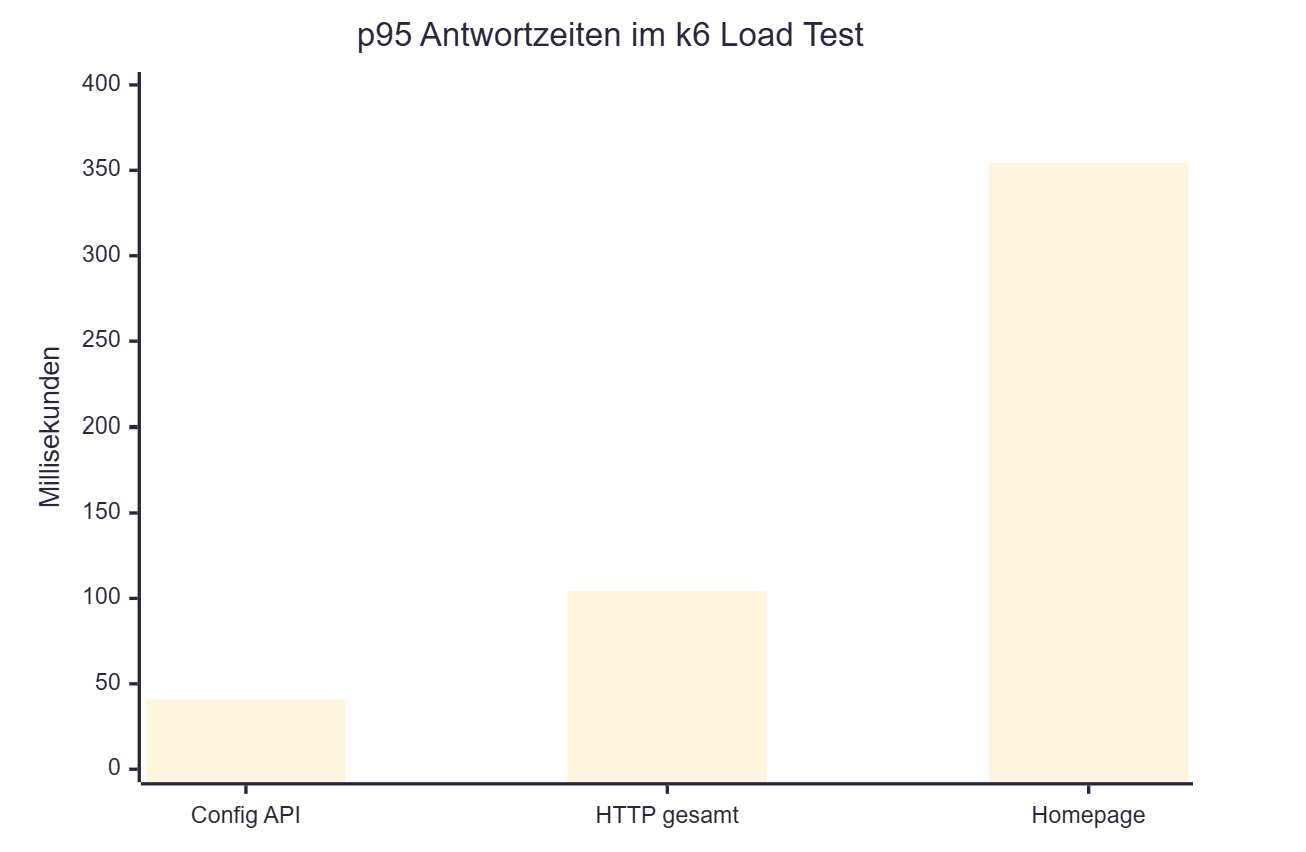 p95 Antwortzeiten im k6 Load Test
Millisekunden
400
350
300
250
200
150
100
50
0
Config API
HTTP gesamt
Homepage